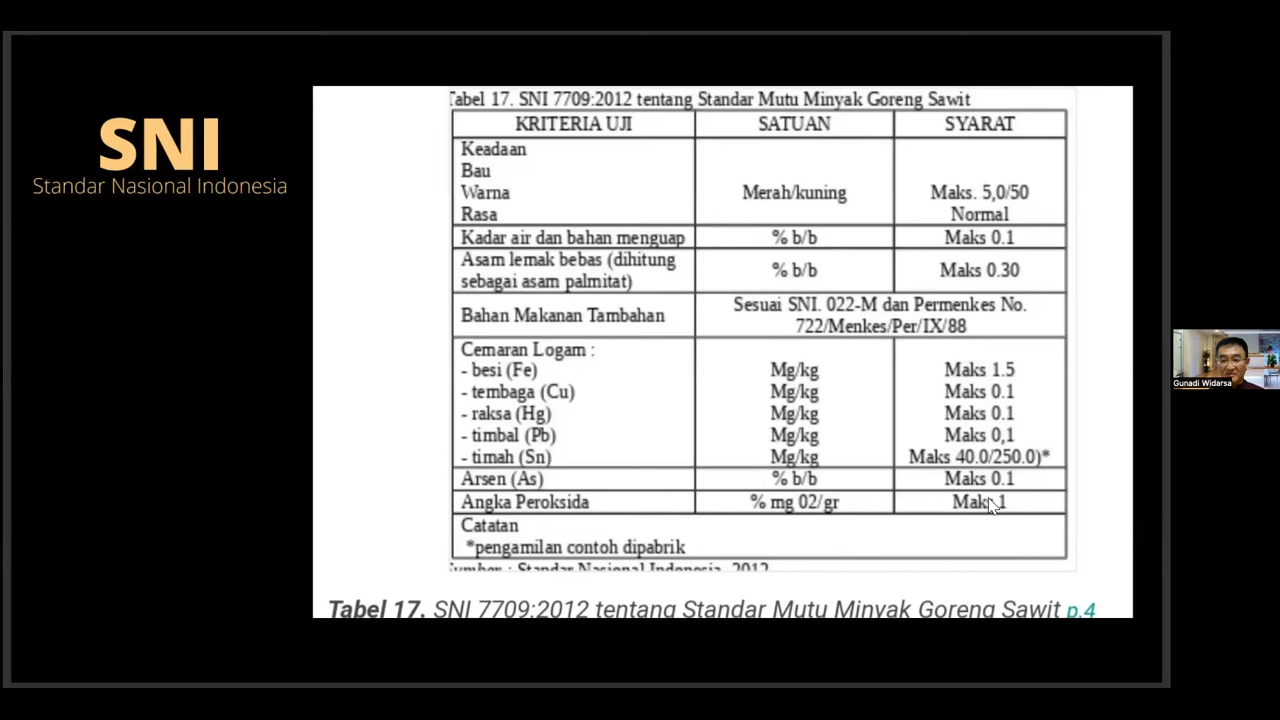 SNI
Standar Nasional Indonesia
Tabel 17. SNI 7709:2012 tentang Standar Mutu Minyak Goreng Sawit
KRITERIA UJI SATUAN SYARAT
Keadaan
Bau
Warna Merah/kuning Maks. 5,0/50
Rasa Normal
Kadar air dan bahan menguap % b/b Maks 0.1
Asam lemak bebas (dihitung
sebagai asam palmitat) % b/b Maks 0.30
Bahan Makanan Tambahan Sesuai SNI. 022-M dan Permenkes No.
722/Menkes/Per/IX/88
Cemaran Logam :
- besi (Fe) Mg/kg Maks 1.5
- tembaga (Cu) Mg/kg Maks 0.1
- raksa (Hg) Mg/kg Maks 0.1
- timbal (Pb) Mg/kg Maks 0,1
- timah (Sn) Mg/kg Maks 40.0/250.0)*
Arsen (As) % b/b Maks 0.1
Angka Peroksida % mg 02/gr Maks 1
Catatan
*pengamilan contoh dipabrik
Sumber : Standar Nasional Indonesia, 2012
Tabel 17. SNI 7709:2012 tentang Standar Mutu Minyak Goreng Sawit p.4
Gunadi Widarsa